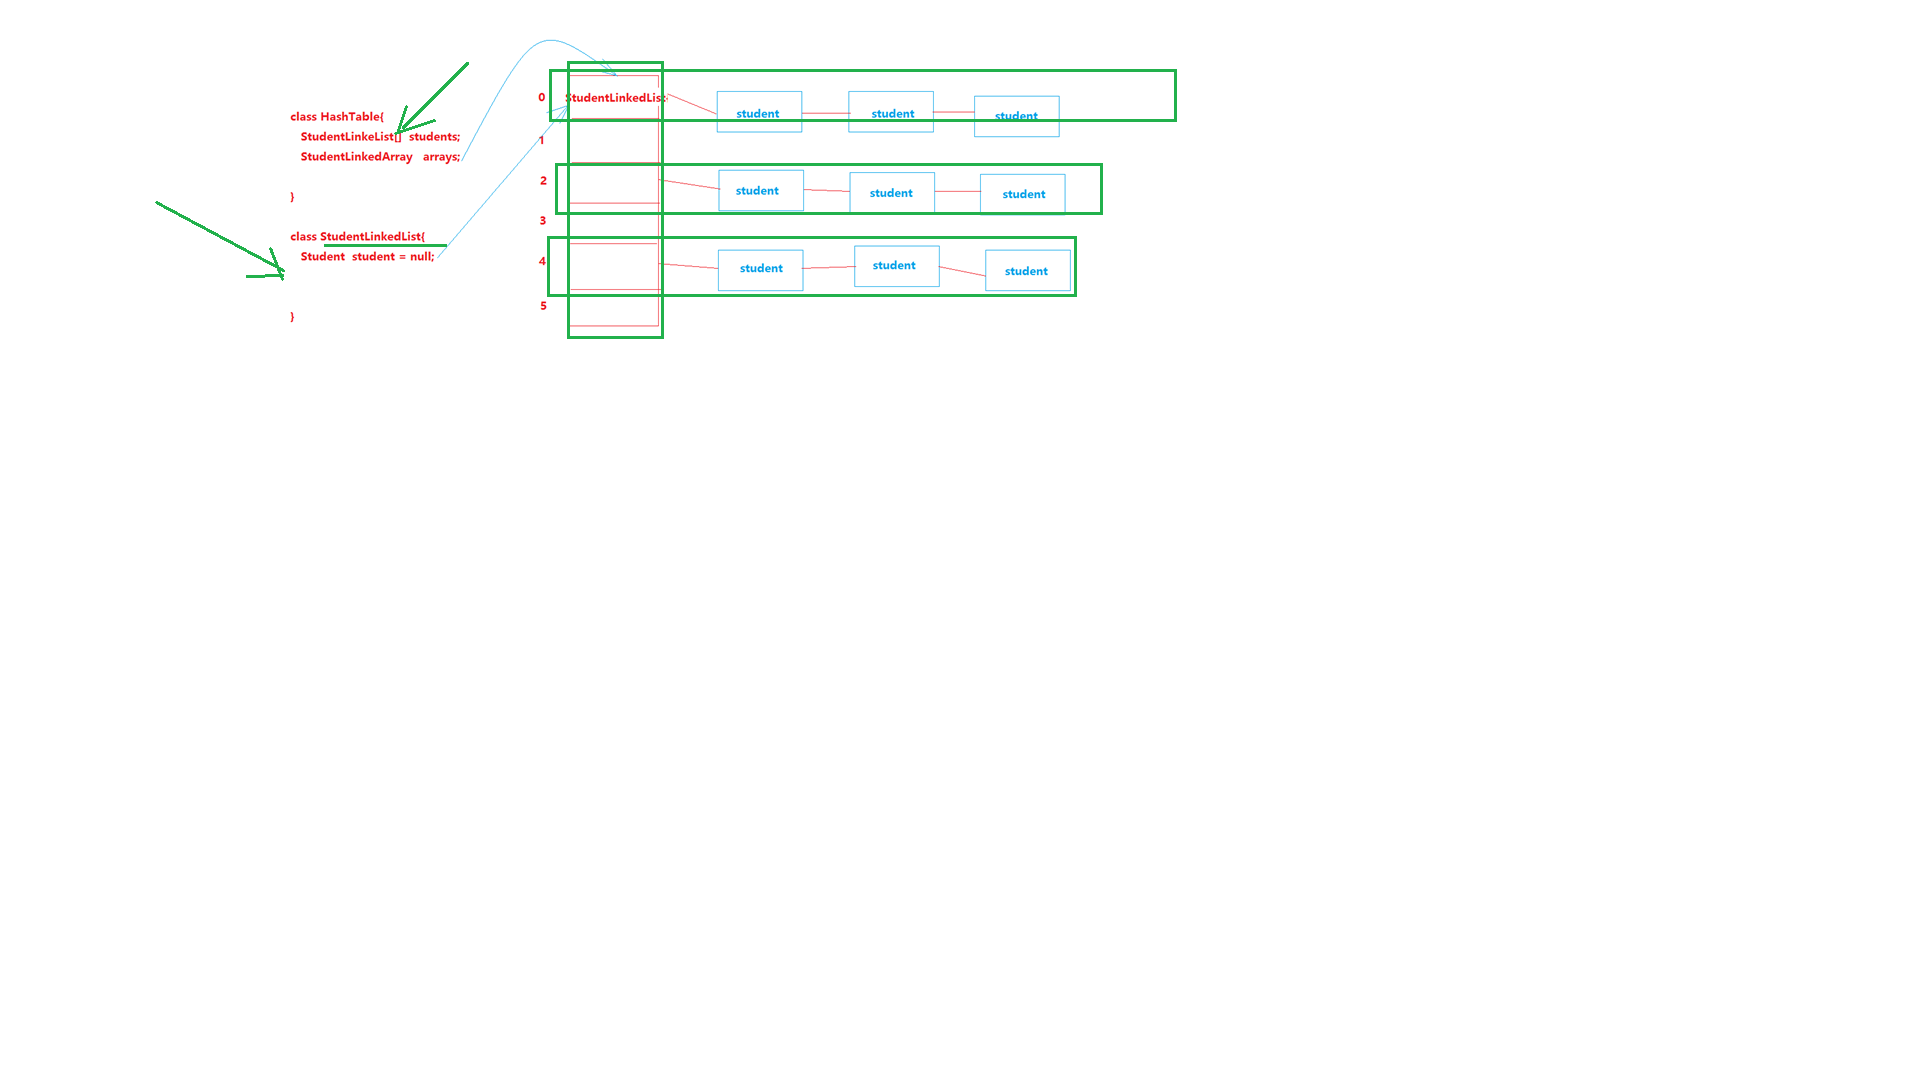 class HashTable{
StudentLinkeList[] students;
StudentLinkedArray arrays;
}
class StudentLinkedList{
Student student = null;
}
0 StudentLinkedList student student student
1
2 student student student
3
4 student student student
5